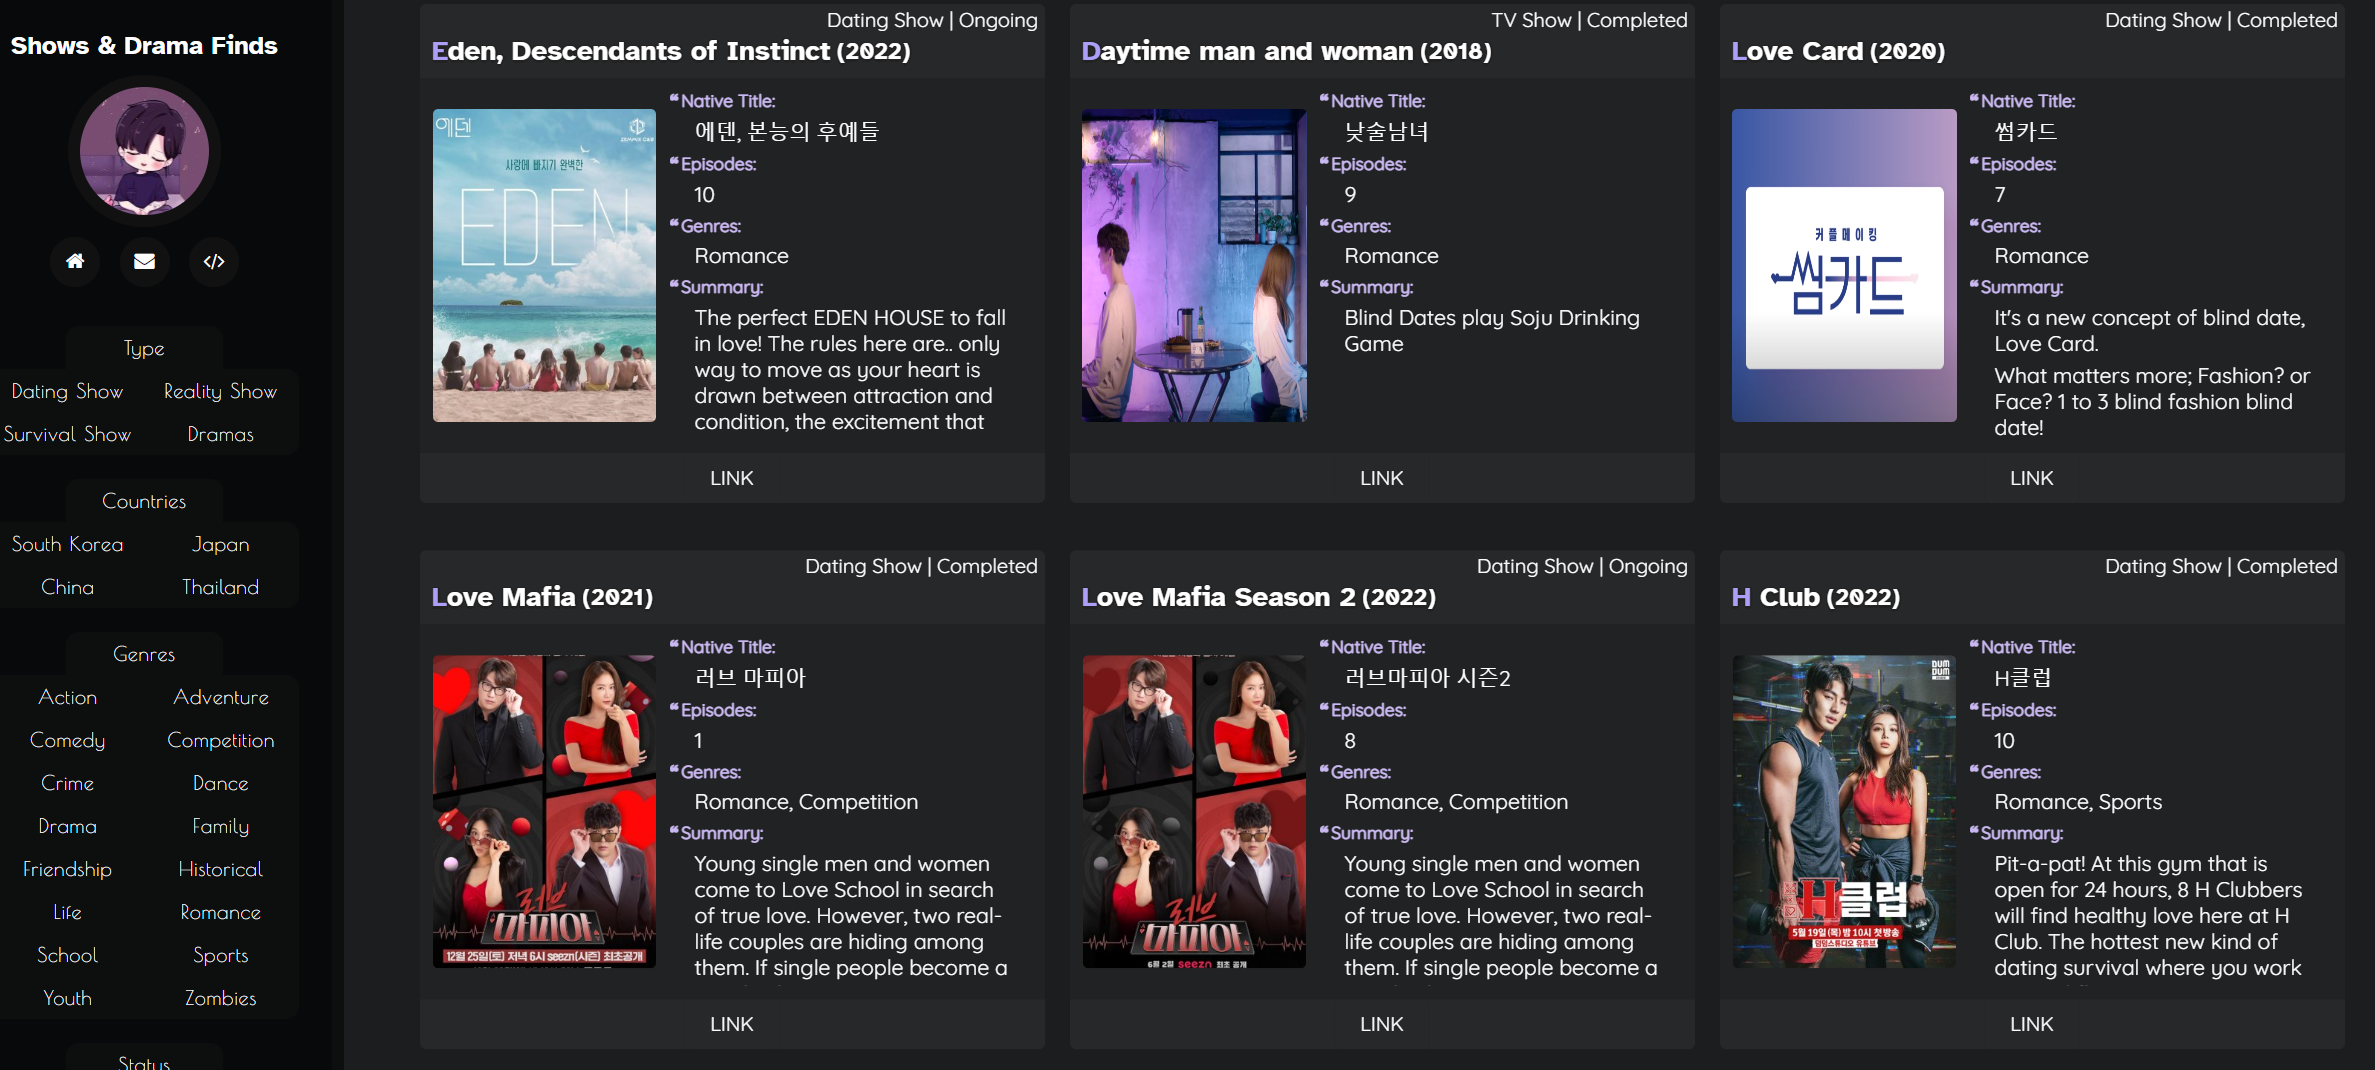 Shows & Drama Finds
Type
Dating Show
Reality Show
Survival Show
Dramas
Countries
South Korea
Japan
China
Thailand
Genres
Action
Adventure
Comedy
Competition
Crime
Dance
Drama
Family
Friendship
Historical
Life
Romance
School
Sports
Youth
Zombies
Status
Dating Show | Ongoing
Eden, Descendants of Instinct (2022)
에덴
사랑에 빠지기 완벽한
EDEN
❝Native Title:
에덴, 본능의 후예들
❝Episodes:
10
❝Genres:
Romance
❝Summary:
The perfect EDEN HOUSE to fall
in love! The rules here are.. only
way to move as your heart is
drawn between attraction and
condition, the excitement that
LINK
TV Show | Completed
Daytime man and woman (2018)
❝Native Title:
낮술남녀
❝Episodes:
9
❝Genres:
Romance
❝Summary:
Blind Dates play Soju Drinking
Game
LINK
Dating Show | Completed
Love Card (2020)
커플메이킹
썸카드
❝Native Title:
썸카드
❝Episodes:
7
❝Genres:
Romance
❝Summary:
It's a new concept of blind date,
Love Card.
What matters more; Fashion? or
Face? 1 to 3 blind fashion blind
date!
LINK
Dating Show | Completed
Love Mafia (2021)
러브
마피아
12월 25일(토) 저녁 6시 seezn(시즌) 최초공개
❝Native Title:
러브 마피아
❝Episodes:
1
❝Genres:
Romance, Competition
❝Summary:
Young single men and women
come to Love School in search
of true love. However, two real-
life couples are hiding among
them. If single people become a
LINK
Dating Show | Ongoing
Love Mafia Season 2 (2022)
러브
마피아
6월 2일 seezn 최초 공개
❝Native Title:
러브마피아 시즌2
❝Episodes:
8
❝Genres:
Romance, Competition
❝Summary:
Young single men and women
come to Love School in search
of true love. However, two real-
life couples are hiding among
them. If single people become a
LINK
Dating Show | Completed
H Club (2022)
DUM
DUM
H클럽
5월 19일(목) 밤 10시 첫방송
덤덤스튜디오 유튜브
❝Native Title:
H클럽
❝Episodes:
10
❝Genres:
Romance, Sports
❝Summary:
Pit-a-pat! At this gym that is
open for 24 hours, 8 H Clubbers
will find healthy love here at H
Club. The hottest new kind of
dating survival where you work
LINK